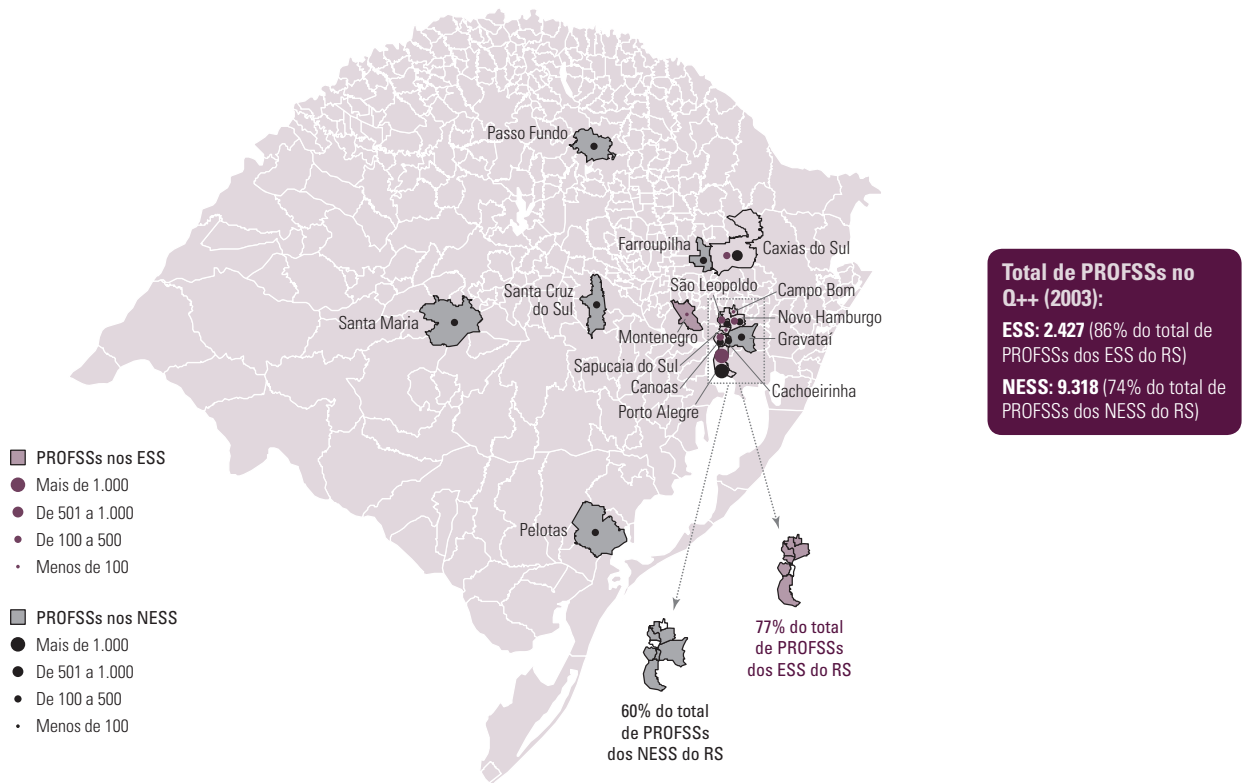 Passo Fundo
Farroupilha
Caxias do Sul
São Leopoldo
Campo Bom
Santa Cruz
do Sul
Santa Maria
Novo Hamburgo
Montenegro
Gravataí
Sapucaia do Sul
Canoas
Cachoeirinha
Porto Alegre
Pelotas
Total de PROFSSs no
Q++ (2003):
ESS: 2.427 (86% do total de
PROFSSs dos ESS do RS)
NESS: 9.318 (74% do total de
PROFSSs dos NESS do RS)
PROFSSs nos ESS
Mais de 1.000
De 501 a 1.000
De 100 a 500
Menos de 100
PROFSSs nos NESS
Mais de 1.000
De 501 a 1.000
De 100 a 500
Menos de 100
77% do total
de PROFSSs
dos ESS do RS
60% do total
de PROFSSs
dos NESS do RS